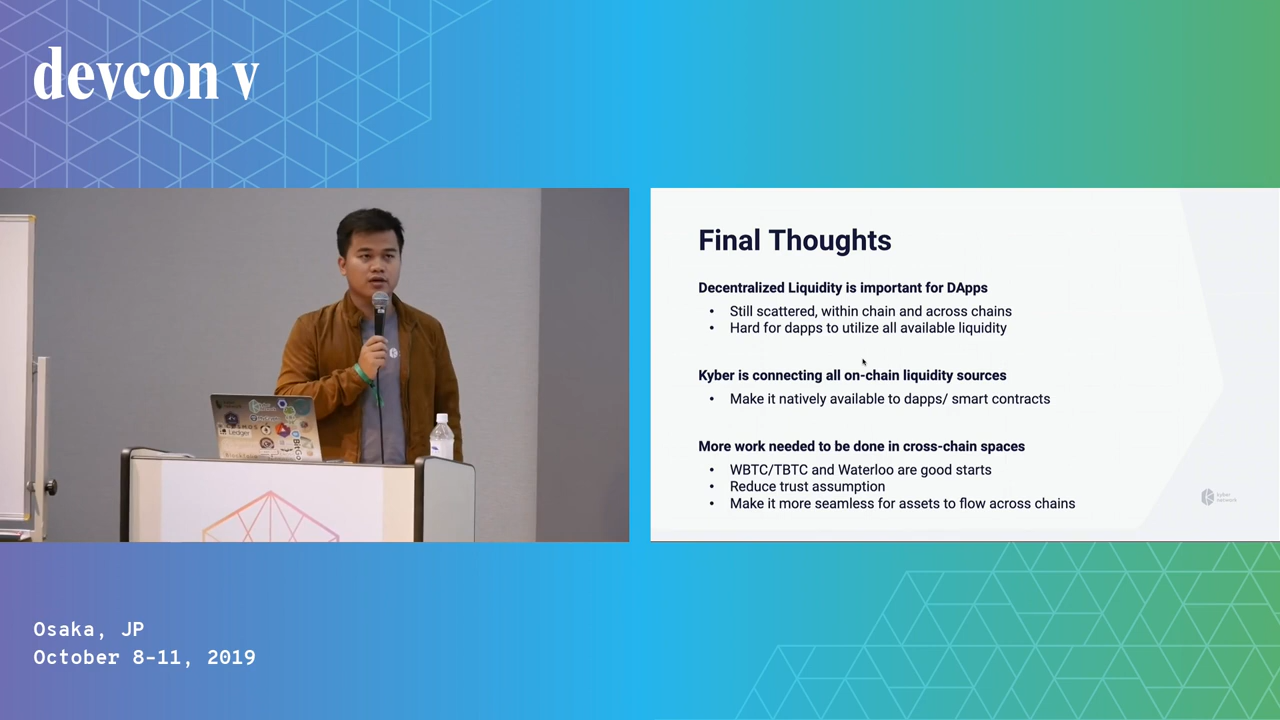 devcon v
Final Thoughts
Decentralized Liquidity is important for DApps
• Still scattered, within chain and across chains
• Hard for dapps to utilize all available liquidity
Kyber is connecting all on-chain liquidity sources
• Make it natively available to dapps/ smart contracts
More work needed to be done in cross-chain spaces
• WBTC/TBTC and Waterloo are good starts
• Reduce trust assumption
• Make it more seamless for assets to flow across chains
Kyber
network
Ledger
BitGo
Osaka, JP
October 8-11, 2019